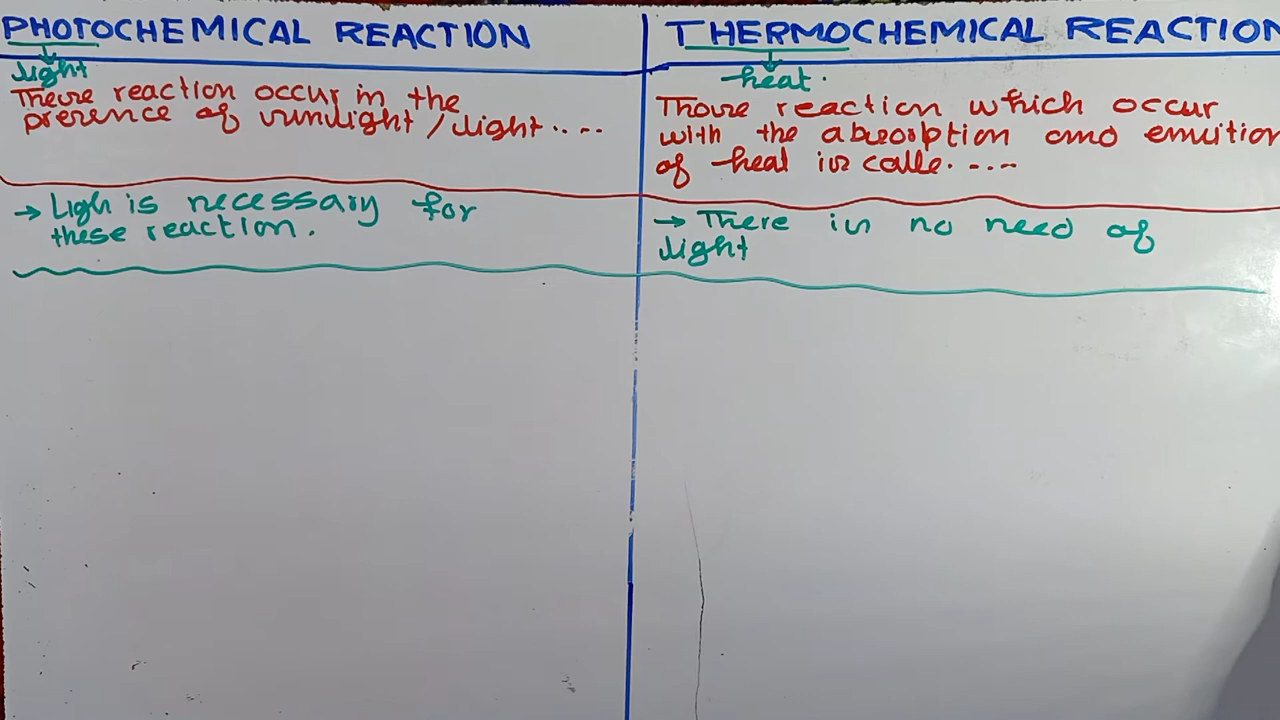 PHOTOCHEMICAL REACTION
light
These reaction occur in the
presence of sunlight / light ....
→ Ligh is necessary for
these reaction.
THERMOCHEMICAL REACTION
heat.
Those reaction which occur
with the absorption and emission
of heat is calle. ....
→ There is no need of
light